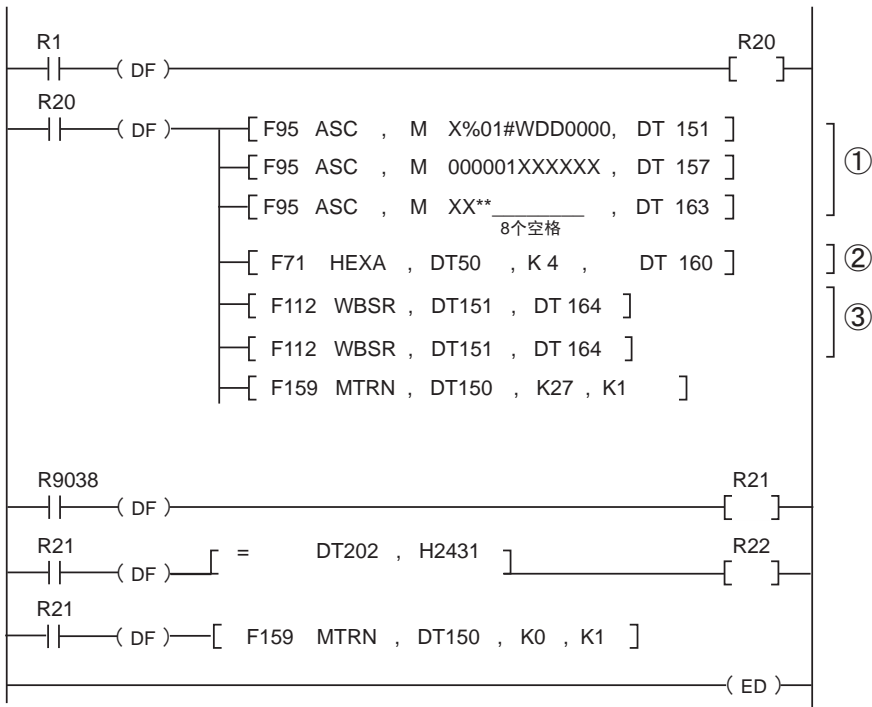 R1 R20
( DF ) [ ]
R20
( DF ) [ F95 ASC , M X%01#WDD0000, DT 151 ]
[ F95 ASC , M 000001XXXXXX , DT 157 ] ①
[ F95 ASC , M XX**________ , DT 163 ]
8个空格
[ F71 HEXA , DT50 , K 4 , DT 160 ] ②
[ F112 WBSR , DT151 , DT 164 ] ③
[ F112 WBSR , DT151 , DT 164 ]
[ F159 MTRN , DT150 , K27 , K1 ]
R9038 R21
( DF ) [ ]
R21 [ = DT202 , H2431 ] R22
( DF ) [ ]
R21
( DF ) [ F159 MTRN , DT150 , K0 , K1 ]
( ED )